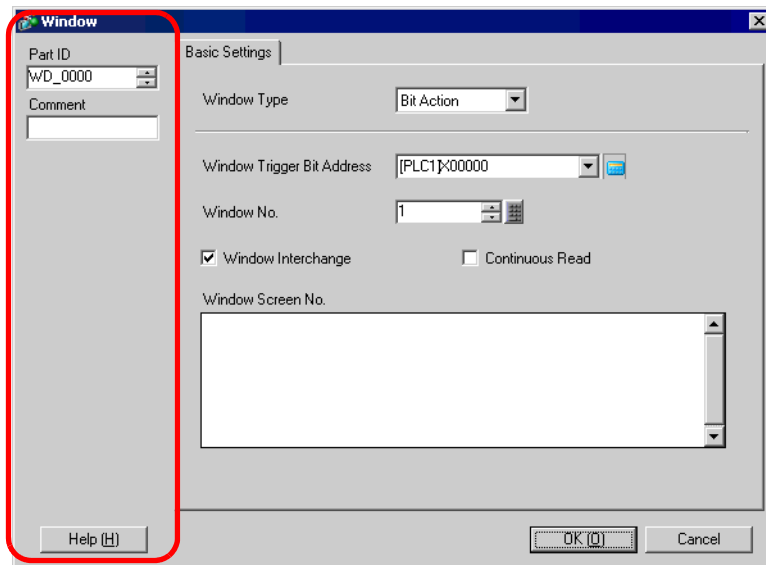 Window
Part ID
WD_0000
Comment
Help (H)
Basic Settings
Window Type
Bit Action
Window Trigger Bit Address
[PLC1]X00000
Window No.
1
Window Interchange
Continuous Read
Window Screen No.
OK (O)
Cancel